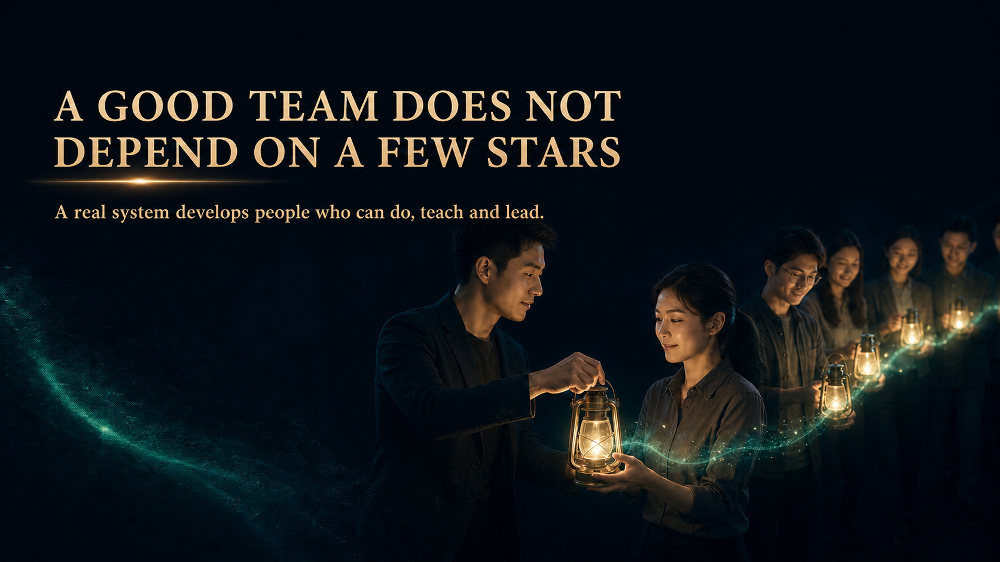 A GOOD TEAM DOES NOT
DEPEND ON A FEW STARS
A real system develops people who can do, teach and lead.